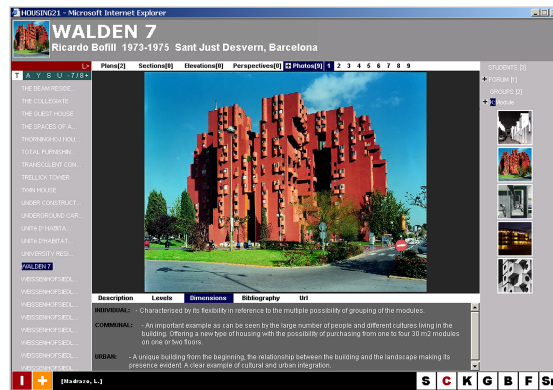 HOUSING21 - Microsoft Internet Explorer
WALDEN 7
Ricardo Bofill 1973-1975 Sant Just Desvern, Barcelona
L>
Plans[2] Sections[0] Elevations[0] Perspectives[0] Photos[9] 1 2 3 4 5 6 7 8 9
STUDENTS [3]
T A Y S U -7/8+
FORUM [1]
GROUPS [2]
Module
THE BEAM RESIDE...
THE COLLEGIATE
THE GUEST HOUSE
THE SPACES OF A...
THORNINGHOJ HOU...
TOTAL FURNISHIN
TRANSCULENT CON...
TRELLICK TOWER
TWIN HOUSE
UNDER CONSTRUCT...
UNDERGROUND CAR...
UNITé D' HABITA...
UNITé D'HABITAT...
UNIVERSITY RESI...
WALDEN 7
WEISSENHOFSIEDL...
WEISSENHOFSIEDL...
WEISSENHOFSIEDL...
WEISSENHOFSIEDL...
WEISSENHOFSIEDL...
WEISSENHOFSIEDL...
WEISSENHOFSIEDL...
Description Levels Dimensions Bibliography Url
INDIVIDUAL: - Characterised by its flexibility in reference to the multiple possibility of grouping of the modules.
COMMUNAL: - An important example as can be seen by the large number of people and different cultures living in the
building. Offering a new type of housing with the possibility of purchasing from one to four 30 m2 modules
on one or two floors.
URBAN: - A unique building from the beginning, the relationship between the building and the landscape making its
presence evident. A clear example of cultural and urban integration.
I + [Madrazo, L.] S C K G B F Su